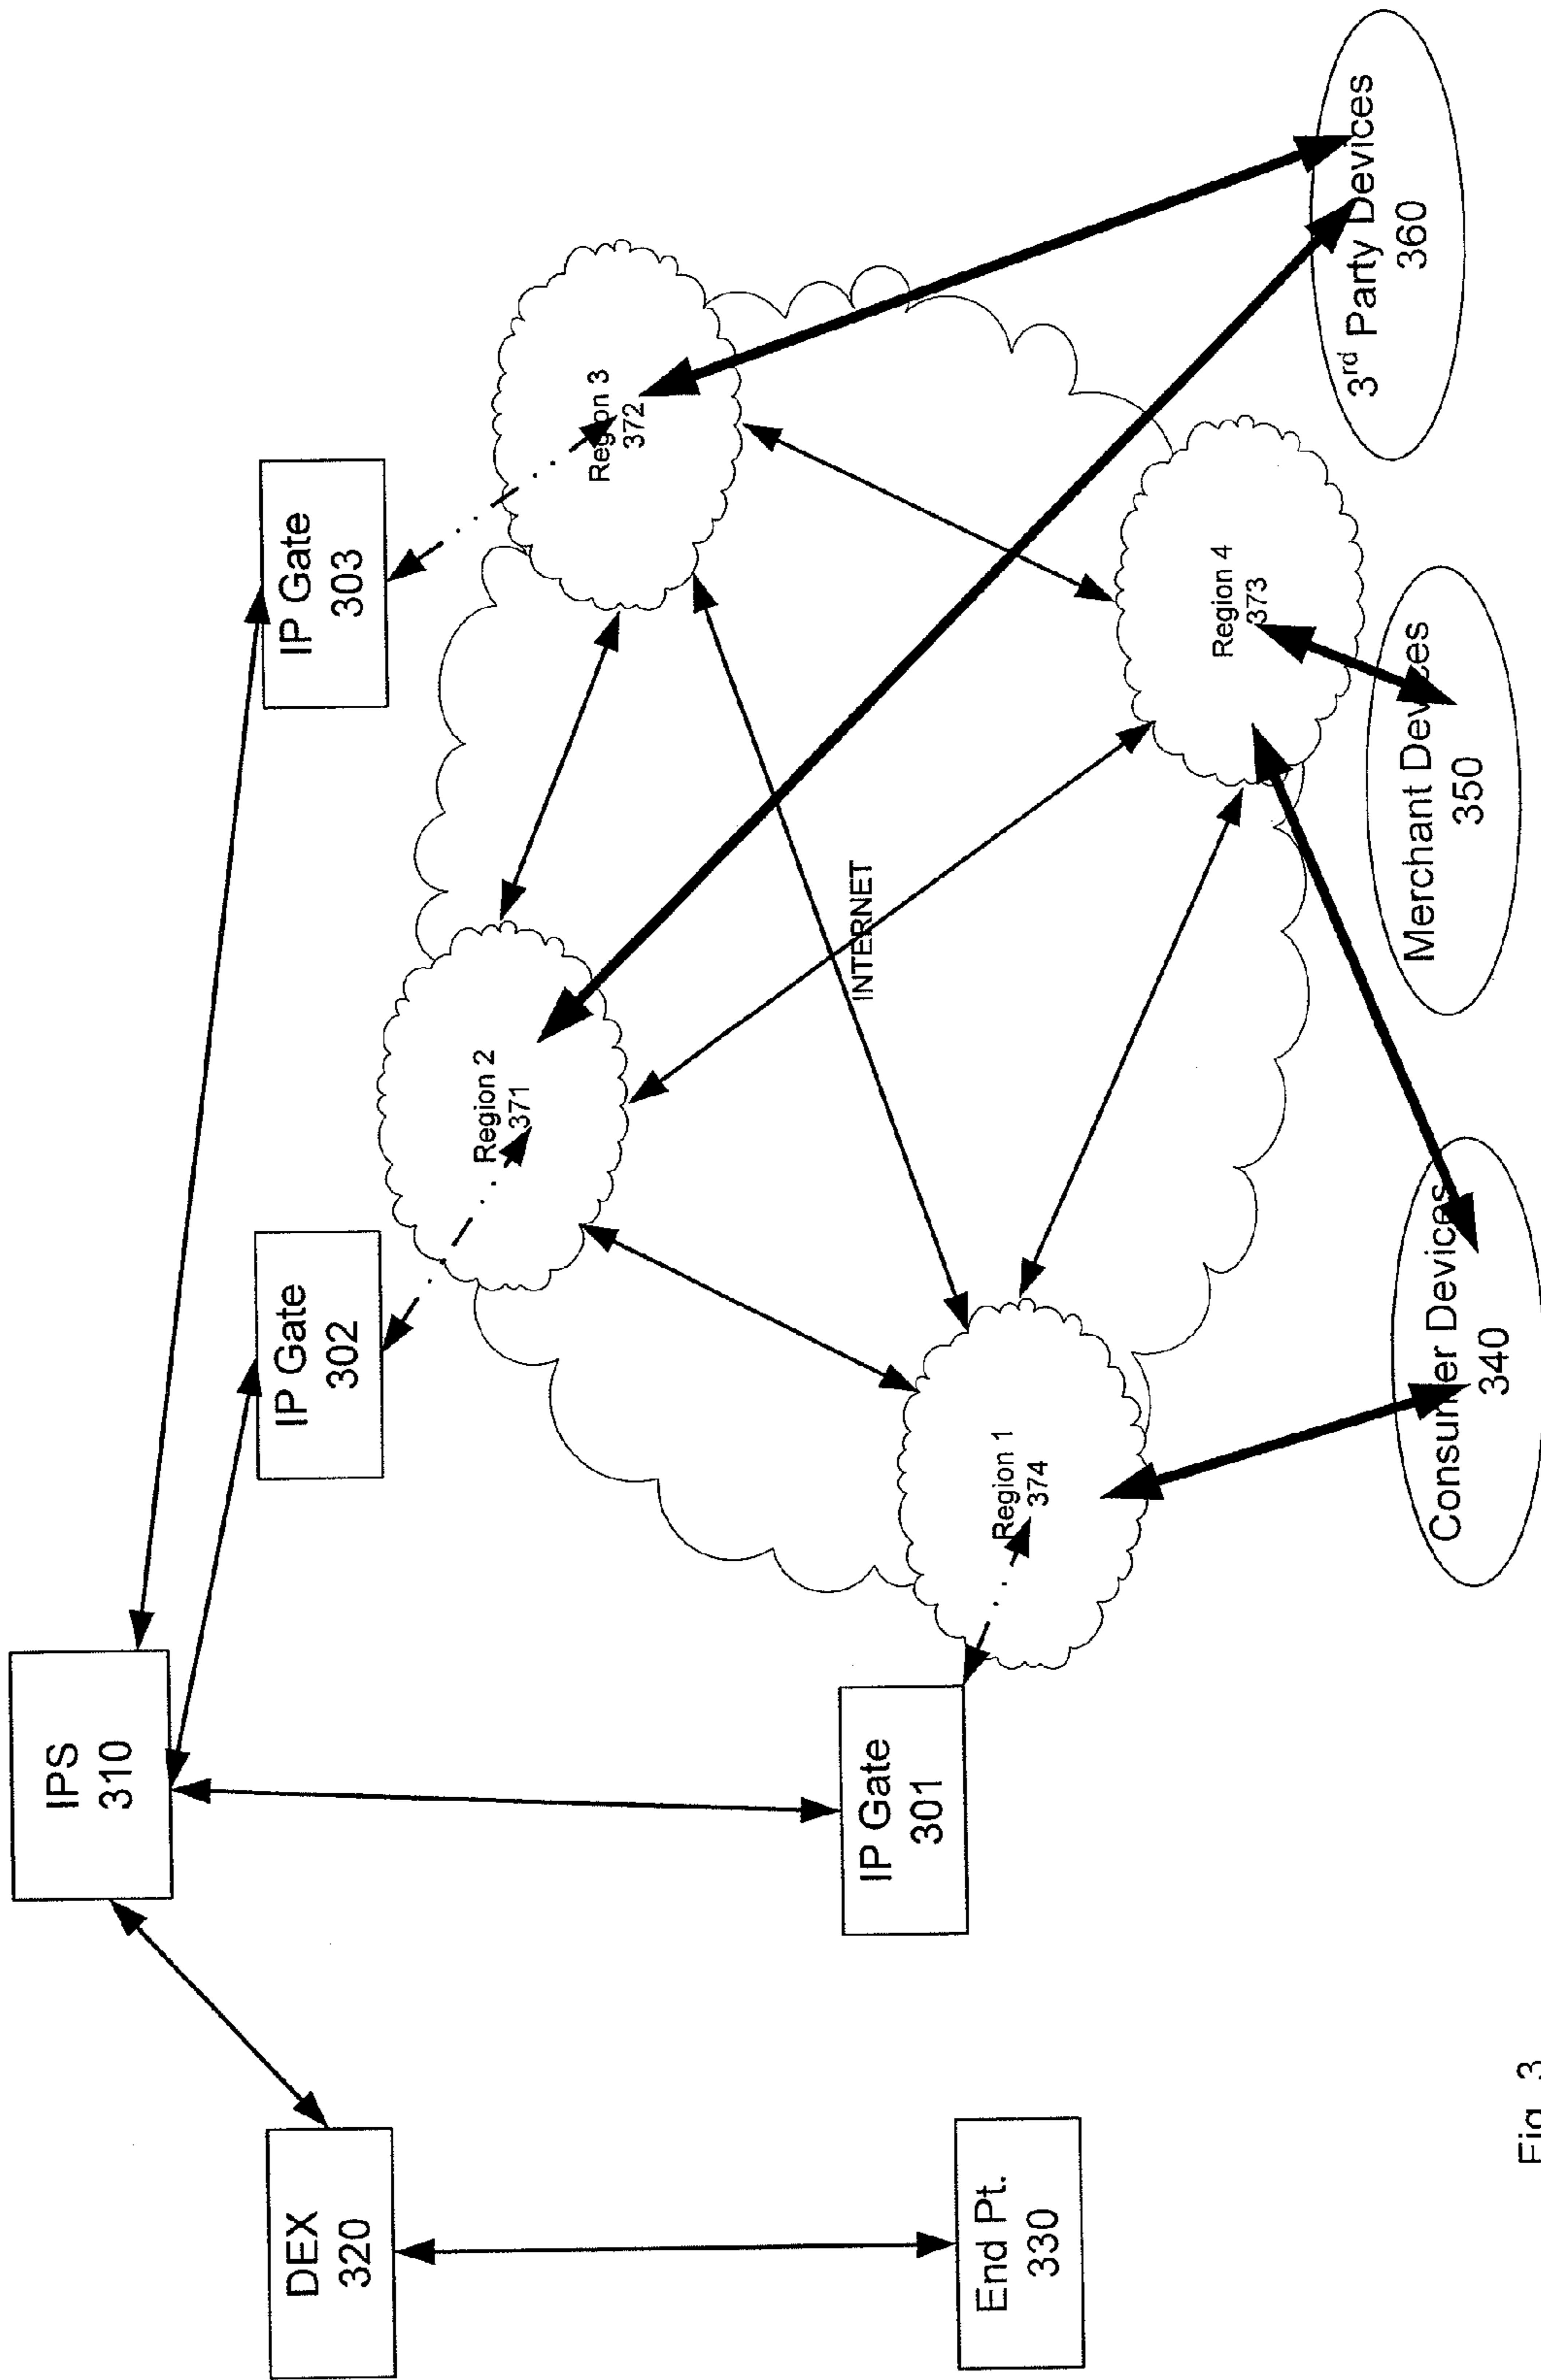 DEX
320
End Pt.
330
IPS
310
IP Gate
301
IP Gate
302
IP Gate
303
Region 1
374
Region 2
371
Region 3
372
Region 4
373
INTERNET
Consumer Devices
340
Merchant Devices
350
3rd Party Devices
360
Fig. 3